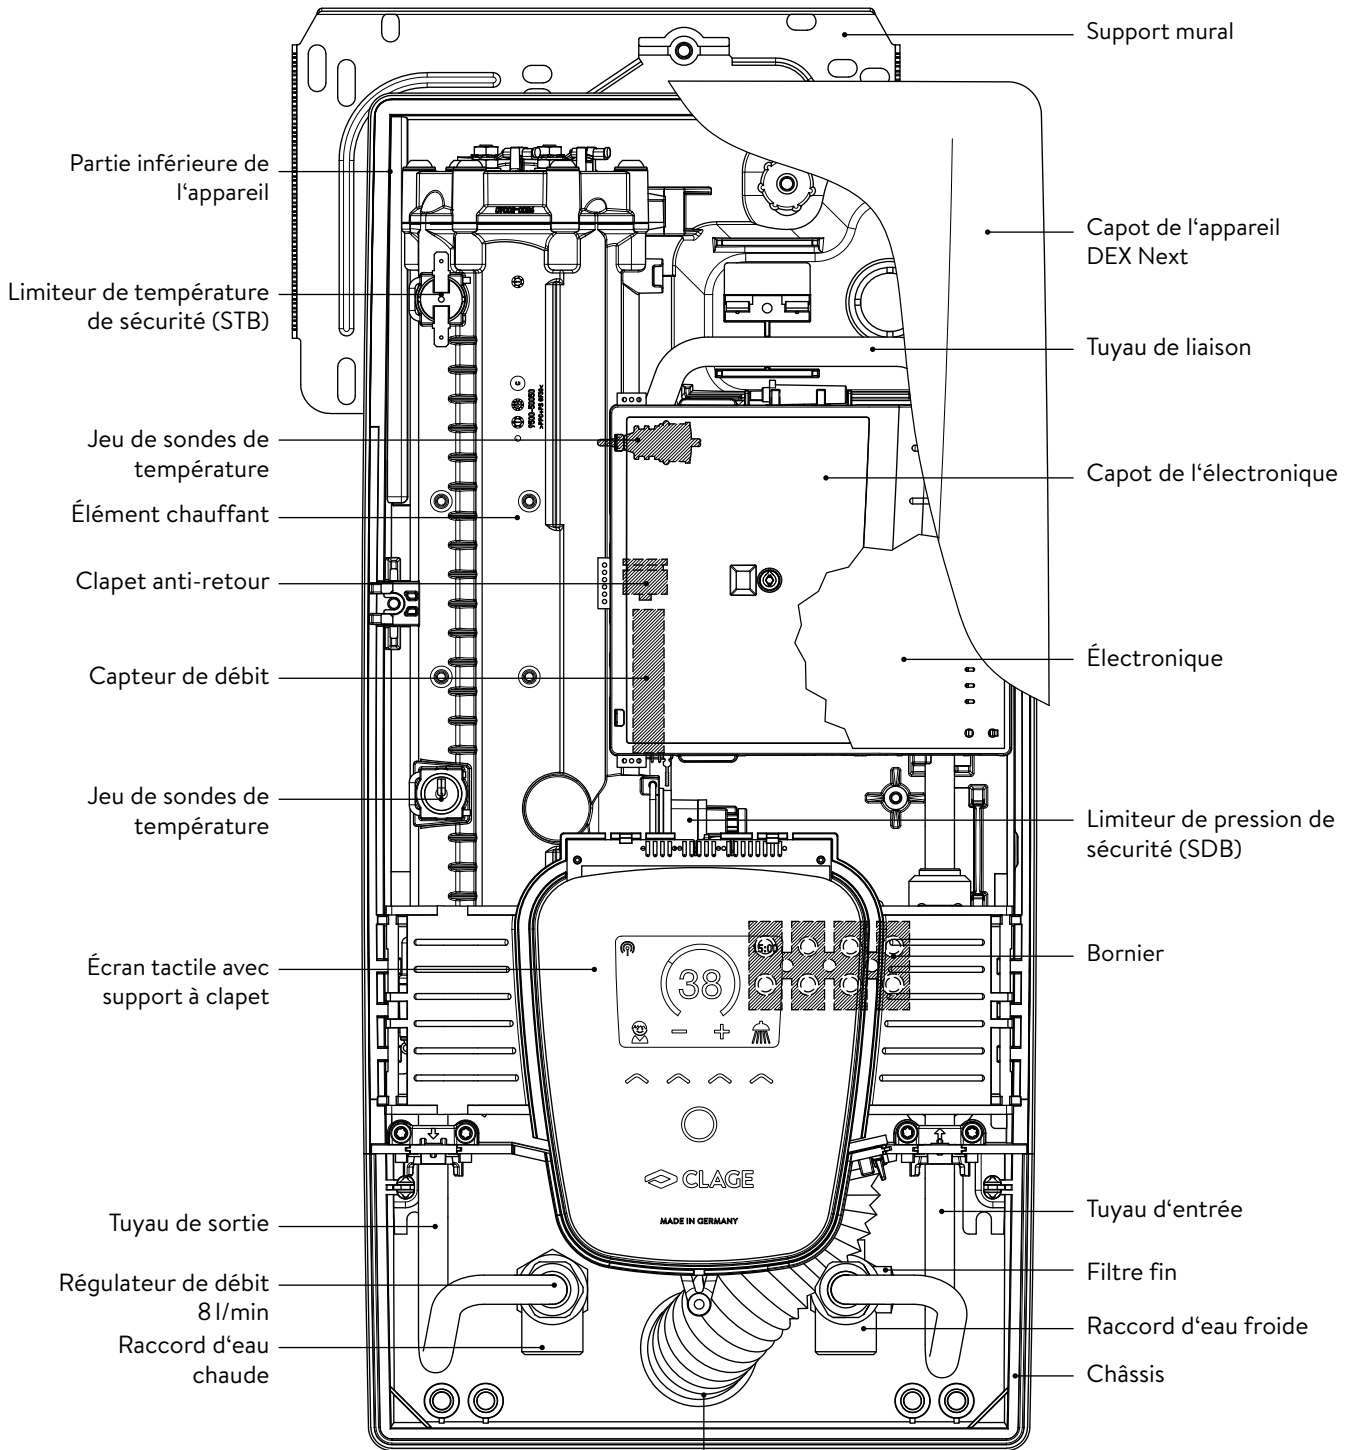 Support mural
Partie inférieure de
l‘appareil
Capot de l‘appareil
DEX Next
Limiteur de température
de sécurité (STB)
Tuyau de liaison
Jeu de sondes de
température
Capot de l‘électronique
Élément chauffant
Clapet anti-retour
Électronique
Capteur de débit
Jeu de sondes de
température
Limiteur de pression de
sécurité (SDB)
15:00
38
Bornier
Écran tactile avec
support à clapet
CLAGE
MADE IN GERMANY
Tuyau de sortie
Tuyau d‘entrée
Régulateur de débit
8 l/min
Filtre fin
Raccord d‘eau
chaude
Raccord d‘eau froide
Châssis